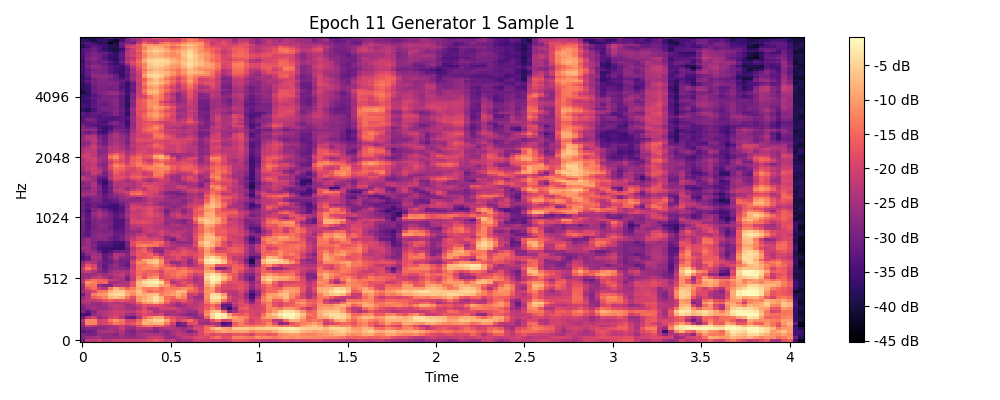 Epoch 11 Generator 1 Sample 1
Hz
4096
2048
1024
512
0
0
0.5
1
1.5
2
2.5
3
3.5
4
Time
-5 dB
-10 dB
-15 dB
-20 dB
-25 dB
-30 dB
-35 dB
-40 dB
-45 dB